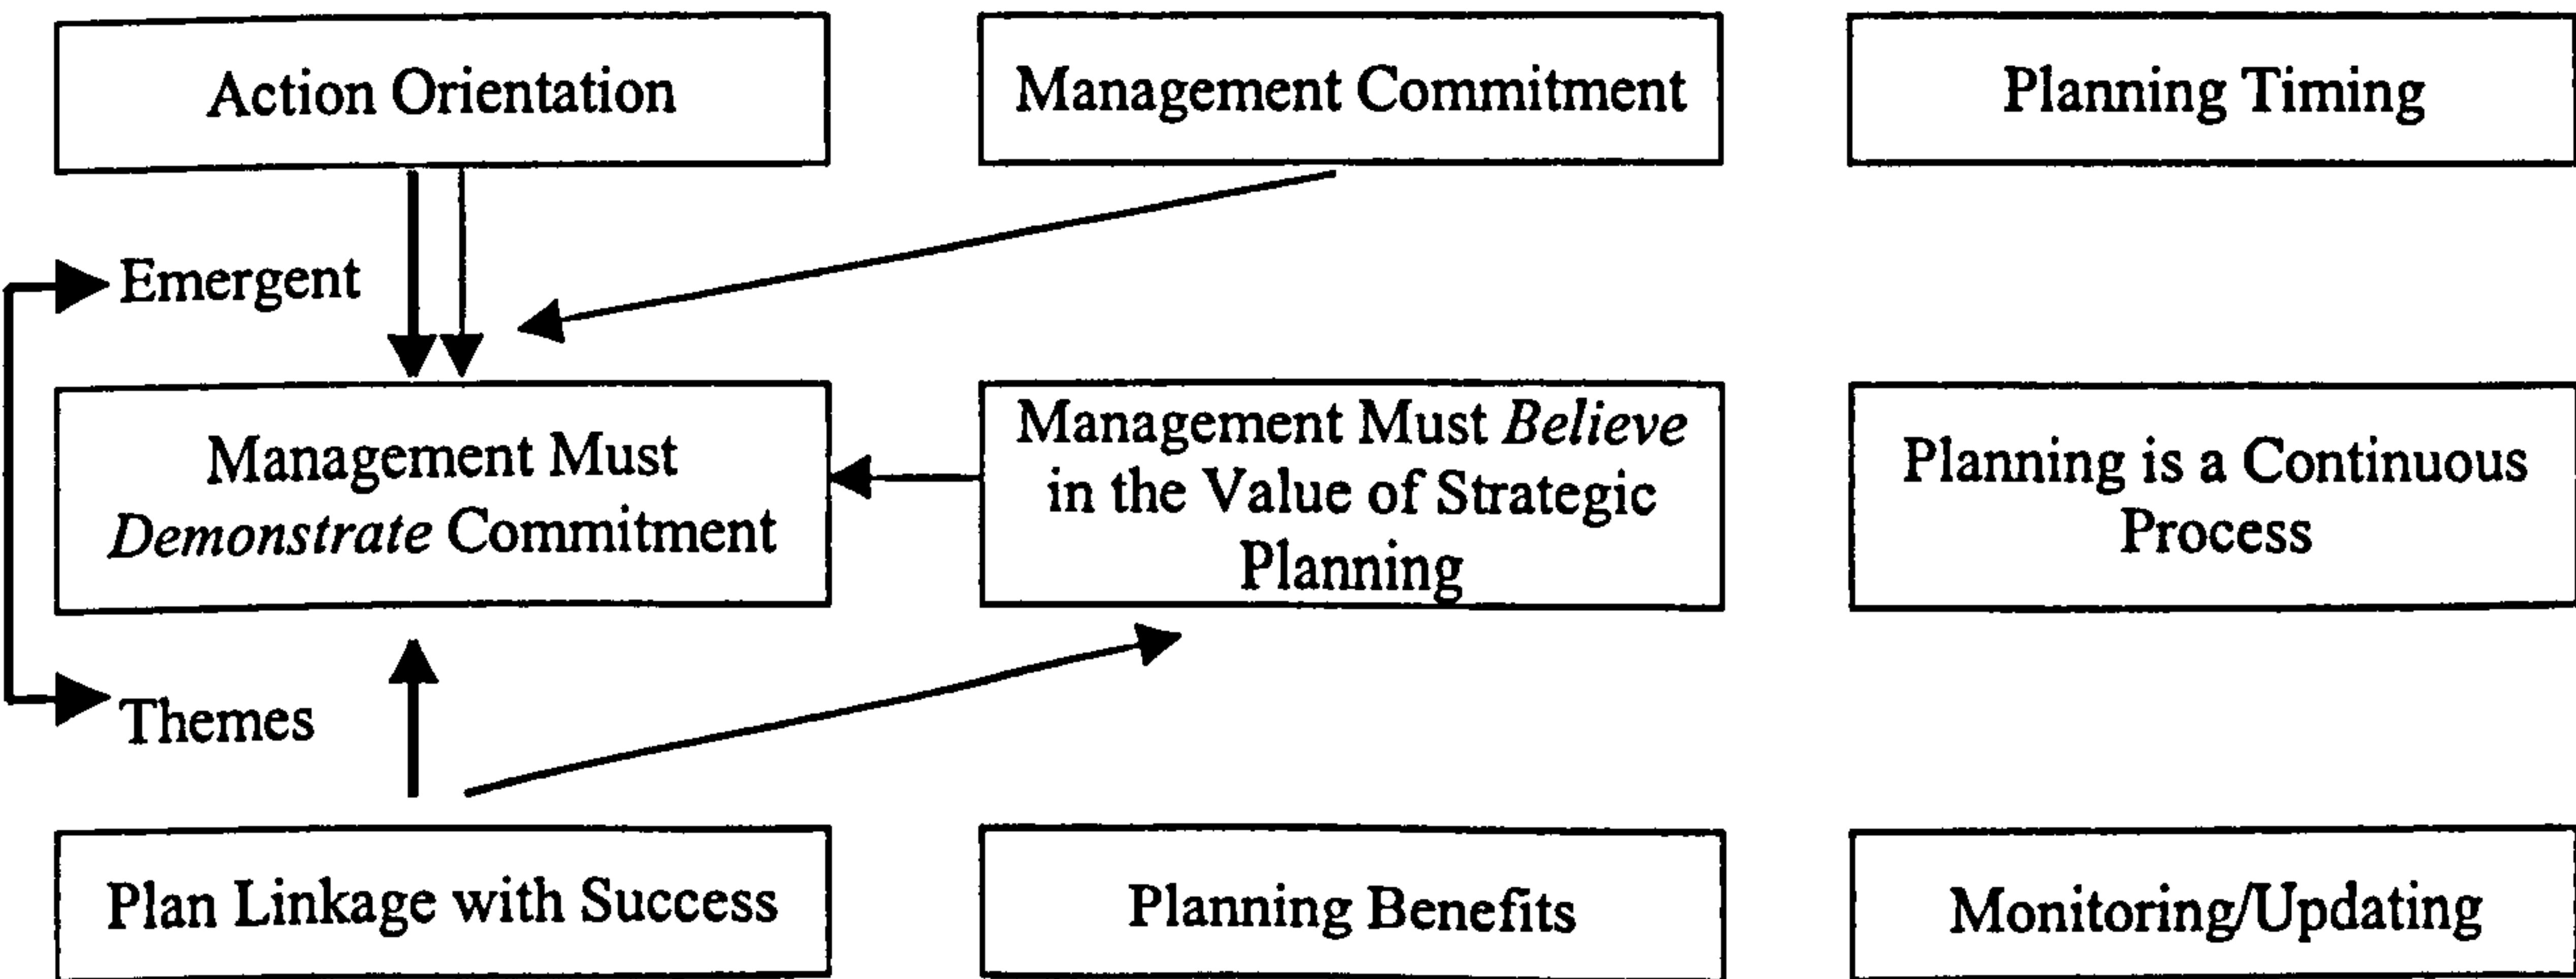 Action Orientation
Management Commitment
Planning Timing
Emergent
Management Must
Demonstrate Commitment
Management Must Believe
in the Value of Strategic
Planning
Planning is a Continuous
Process
Themes
Plan Linkage with Success
Planning Benefits
Monitoring/Updating